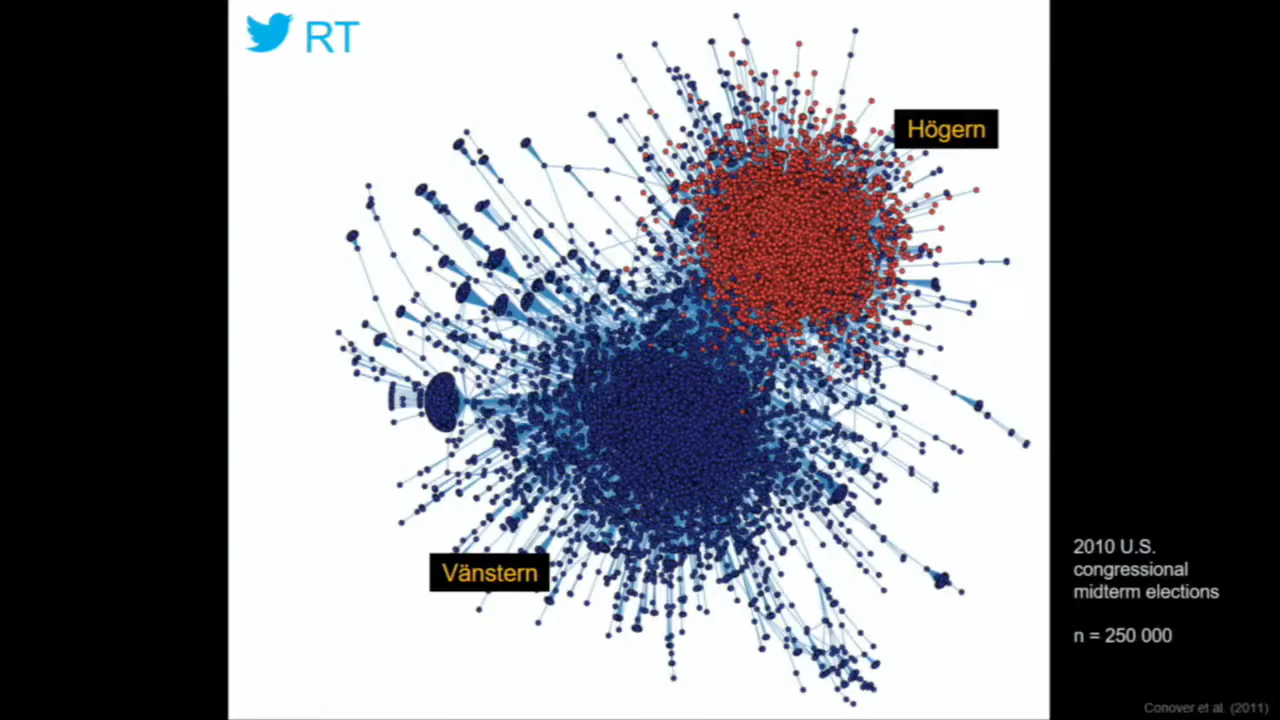 RT
Högern
Vänstern
2010 U.S.
congressional
midterm elections
n = 250 000
Conover et al. (2011)